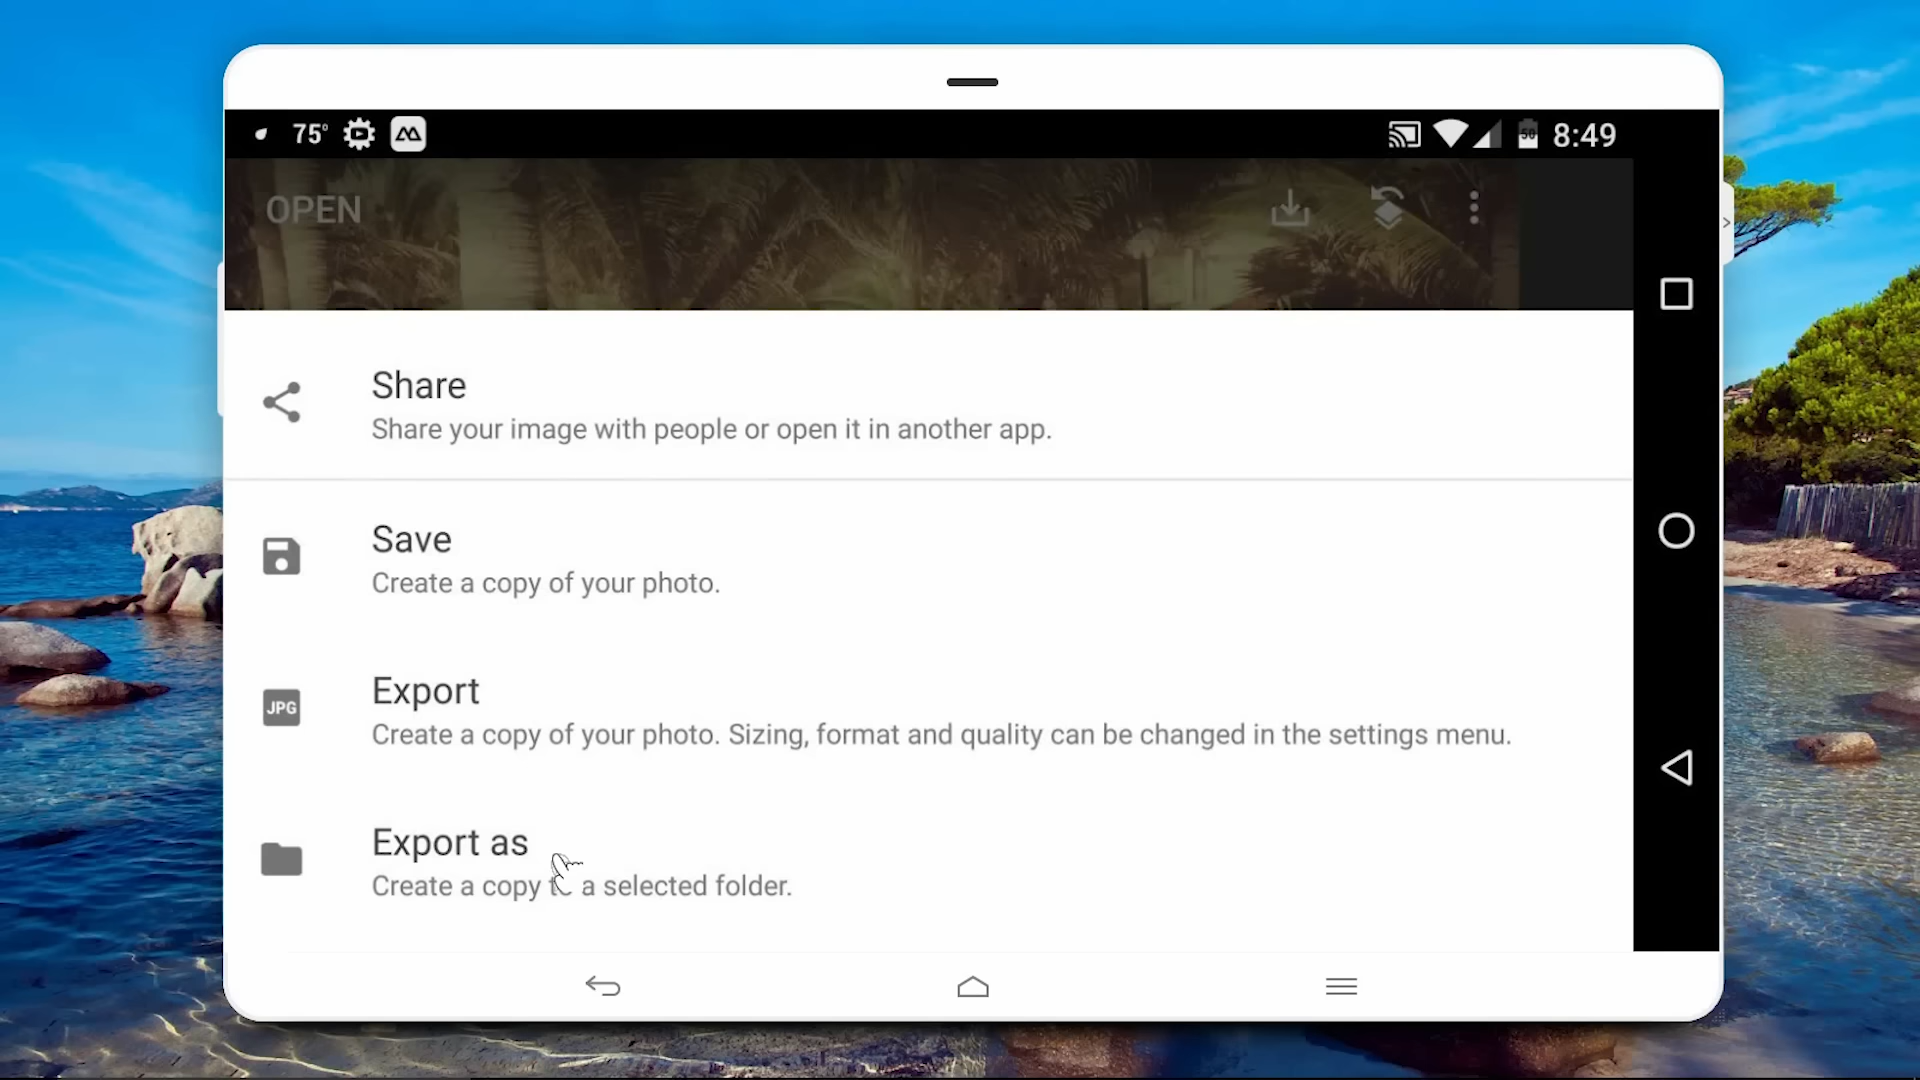 75°
50
8:49
OPEN
Share
Share your image with people or open it in another app.
Save
Create a copy of your photo.
JPG
Export
Create a copy of your photo. Sizing, format and quality can be changed in the settings menu.
Export as
Create a copy to a selected folder.